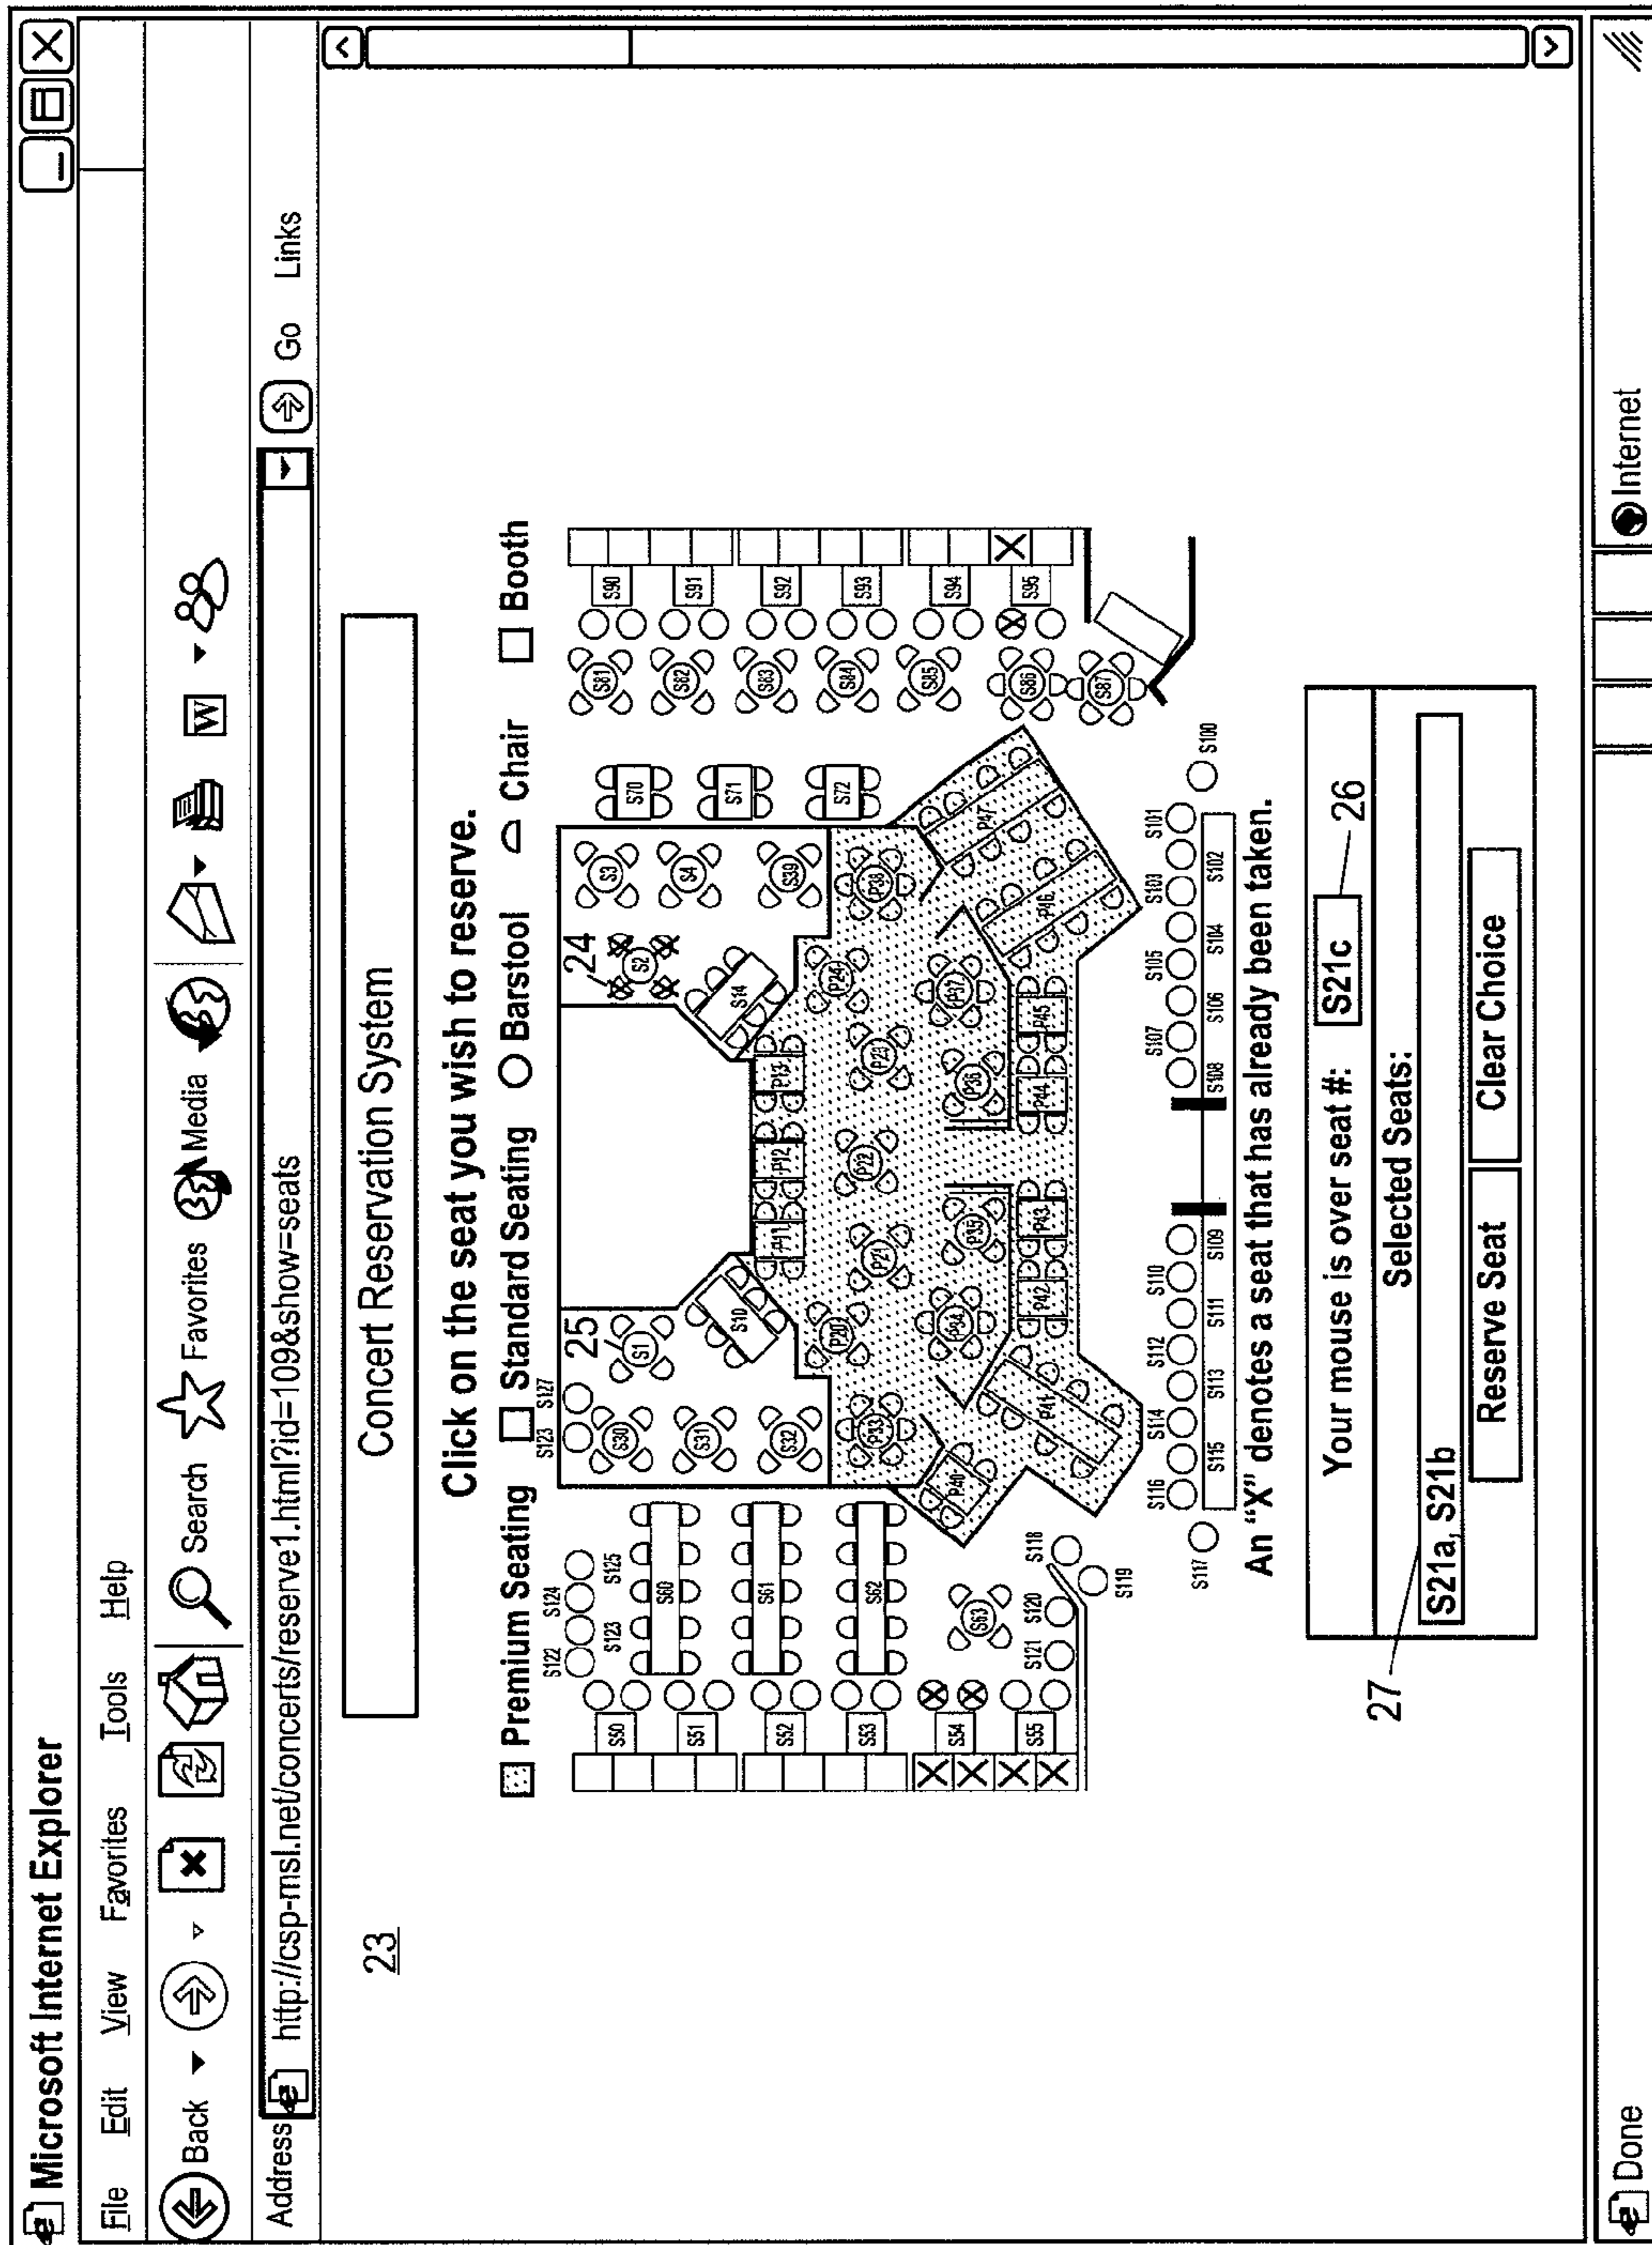 Microsoft Internet Explorer
File Edit View Favorites Tools Help
Back Search Favorites Media W
Address http://csp-msl.net/concerts/reserve1.html?id=109&show=seats Go Links
23
Concert Reservation System
Click on the seat you wish to reserve.
Premium Seating Standard Seating Barstool Chair Booth
S122 S124 S123 S127 25 24
S123 S125
S50 S60 S30 S1 S2 S3 S70 S81 S90
S51 S61 S31 S10 S14 S4 S71 S82 S91
S52 S32 P11 P12 P13 S39 S83 S92
S53 S62 P33 P20 P21 P22 P23 P24 P38 S72 S84 S93
S54 S63 P40 P34 P35 P36 P37 P47 S85 S94
S55 S121 S120 S118 P41 P42 P43 P44 P45 P46 S86 S95
S119 S87
S117 S116 S114 S112 S110 S107 S105 S103 S101 S100
S115 S113 S111 S109 S108 S106 S104 S102
An “X” denotes a seat that has already been taken.
Your mouse is over seat #: S21c 26
Selected Seats:
27 S21a, S21b
Reserve Seat Clear Choice
Done Internet